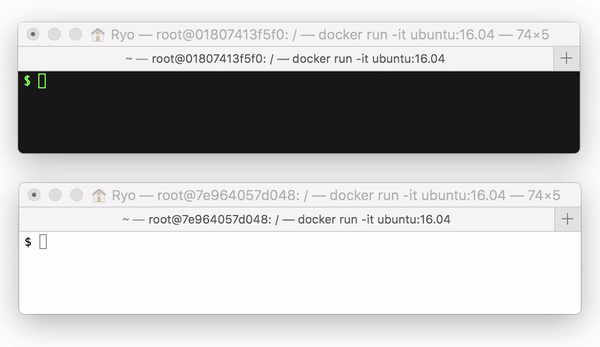 Ryo — root@01807413f5f0: / — docker run -it ubuntu:16.04 — 74×5
~ — root@01807413f5f0: / — docker run -it ubuntu:16.04 +
$
Ryo — root@7e964057d048: / — docker run -it ubuntu:16.04 — 74×5
~ — root@7e964057d048: / — docker run -it ubuntu:16.04 +
$